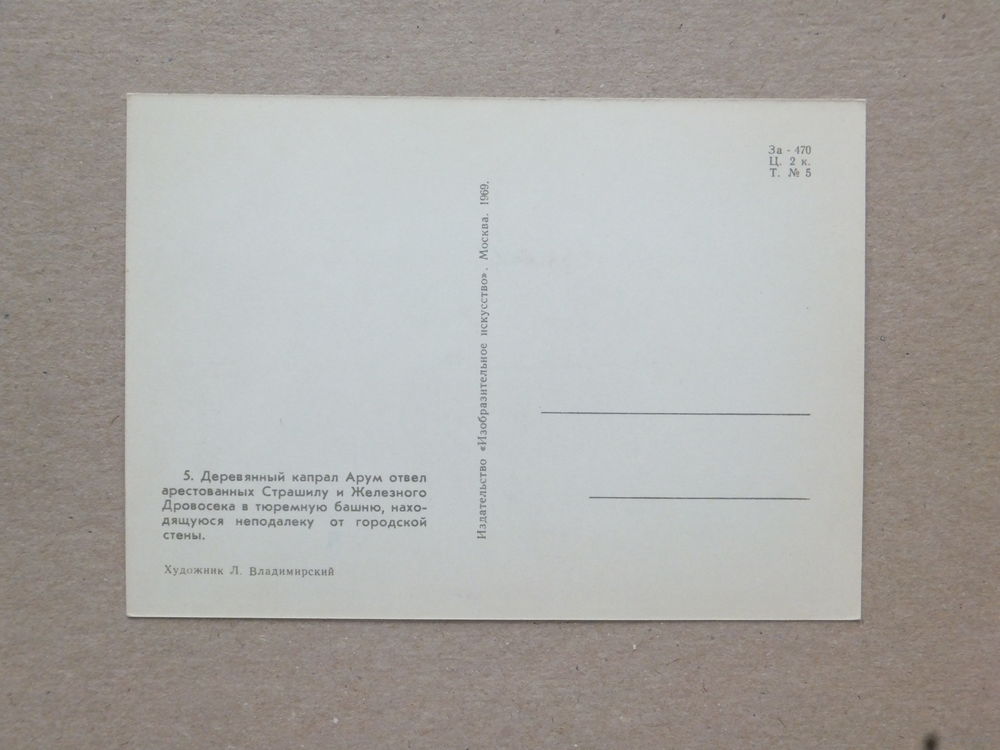 5. Деревянный капрал Арум отвел
арестованных Страшилу и Железного
Дровосека в тюремную башню, нахо-
дящуюся неподалеку от городской
стены.
Художник Л. Владимирский
Издательство «Изобразительное искусство». Москва. 1969.
За - 470
Ц. 2 к.
Т. № 5